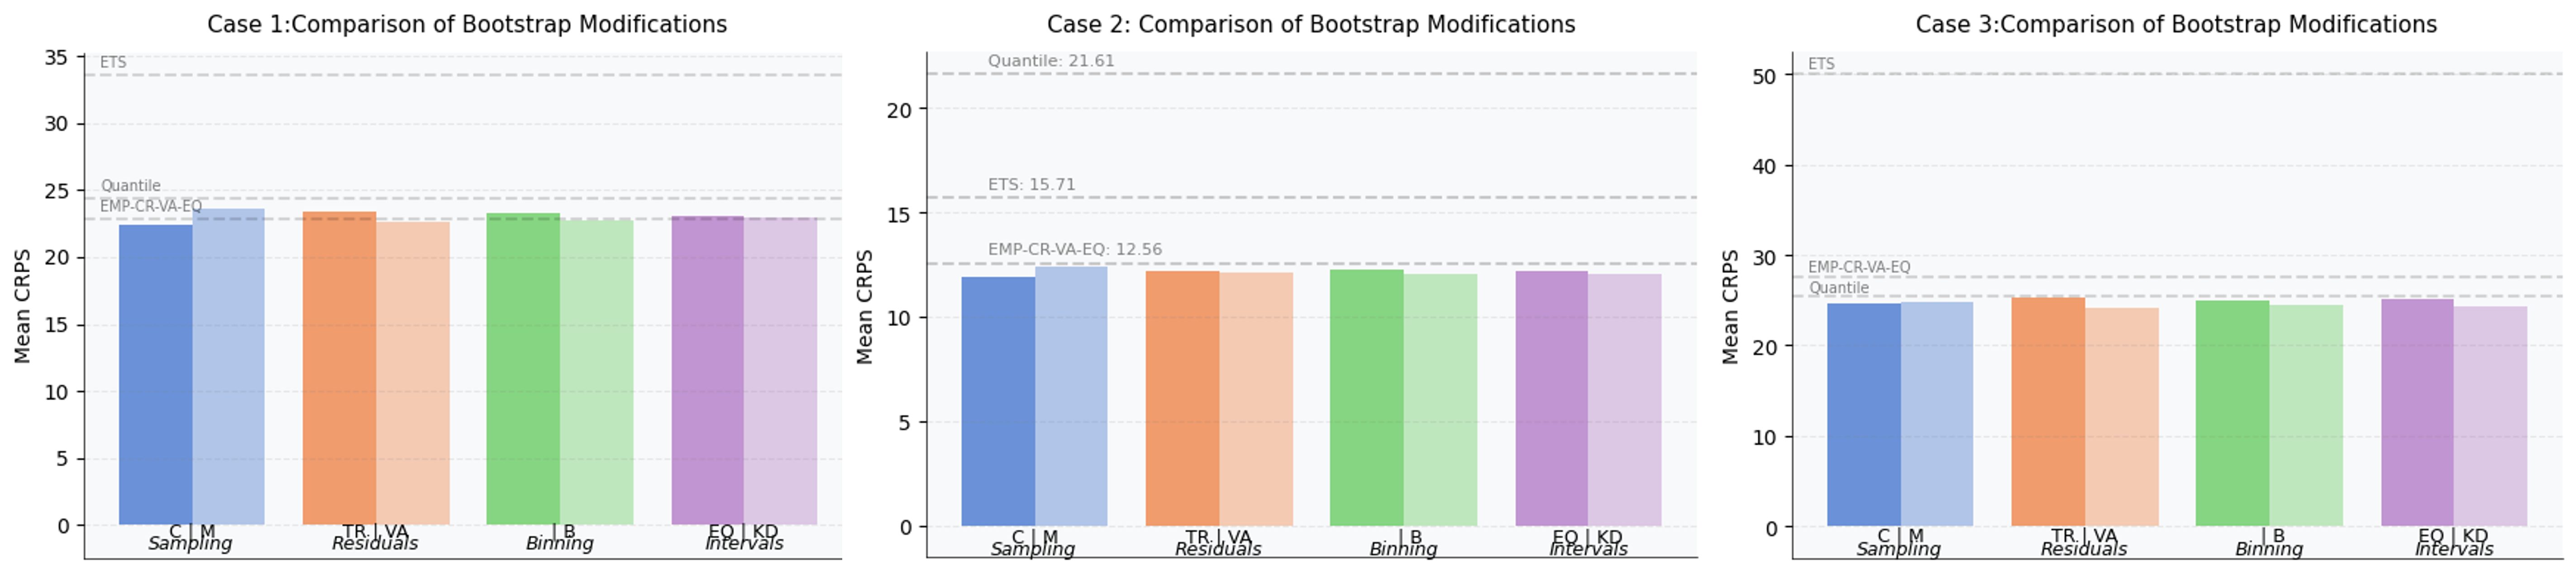 Case 1:Comparison of Bootstrap Modifications
Mean CRPS
35
30
25
20
15
10
5
0
ETS
Quantile
EMP-CR-VA-EQ
C | M
Sampling
TR | VA
Residuals
| B
Binning
EQ | KD
Intervals
Case 2: Comparison of Bootstrap Modifications
Mean CRPS
20
15
10
5
0
Quantile: 21.61
ETS: 15.71
EMP-CR-VA-EQ: 12.56
C | M
Sampling
TR | VA
Residuals
| B
Binning
EQ | KD
Intervals
Case 3:Comparison of Bootstrap Modifications
Mean CRPS
50
40
30
20
10
0
ETS
EMP-CR-VA-EQ
Quantile
C | M
Sampling
TR | VA
Residuals
| B
Binning
EQ | KD
Intervals